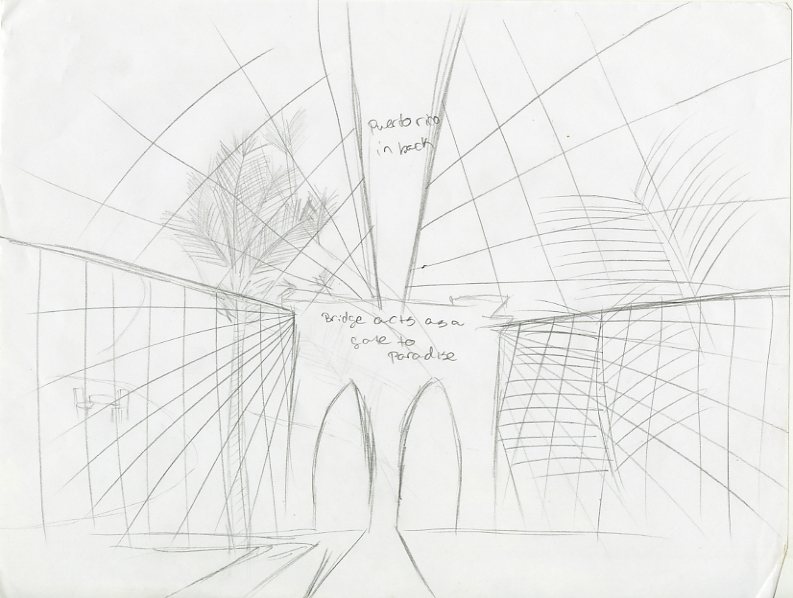 Puerto rico
in back
Bridge acts as a
gate to
Paradise